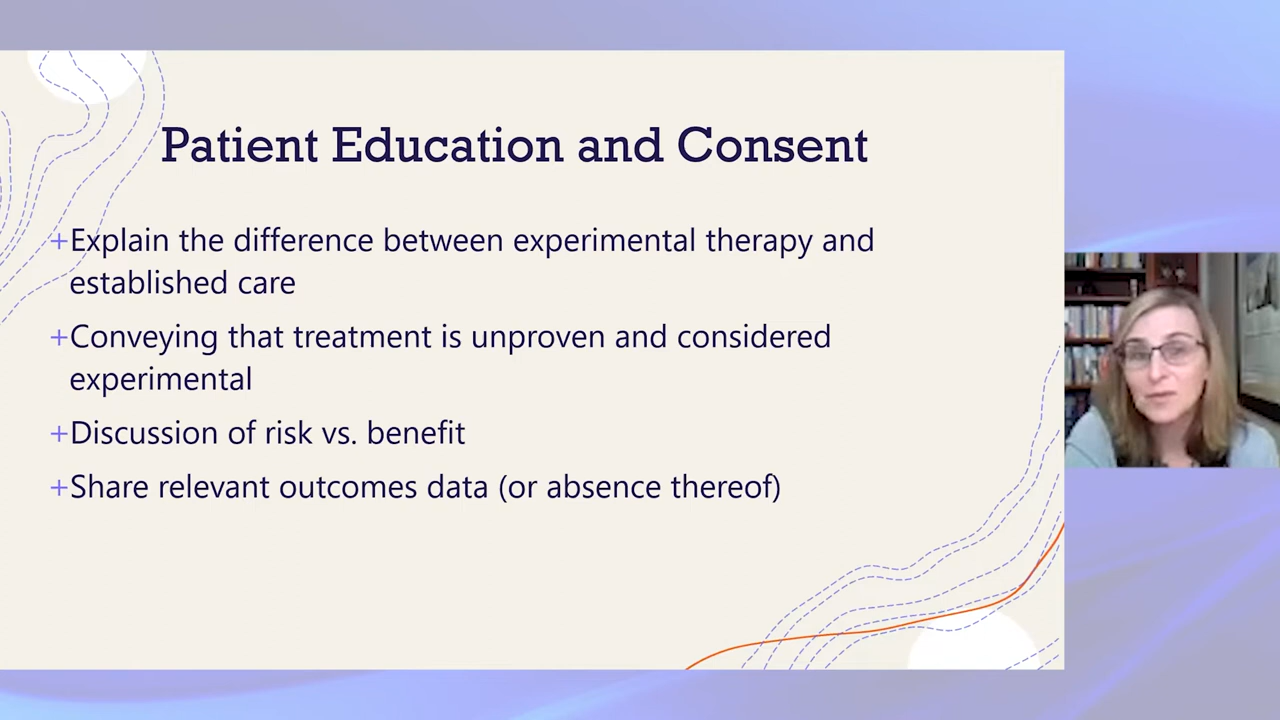 Patient Education and Consent
+Explain the difference between experimental therapy and
established care
+Conveying that treatment is unproven and considered
experimental
+Discussion of risk vs. benefit
+Share relevant outcomes data (or absence thereof)